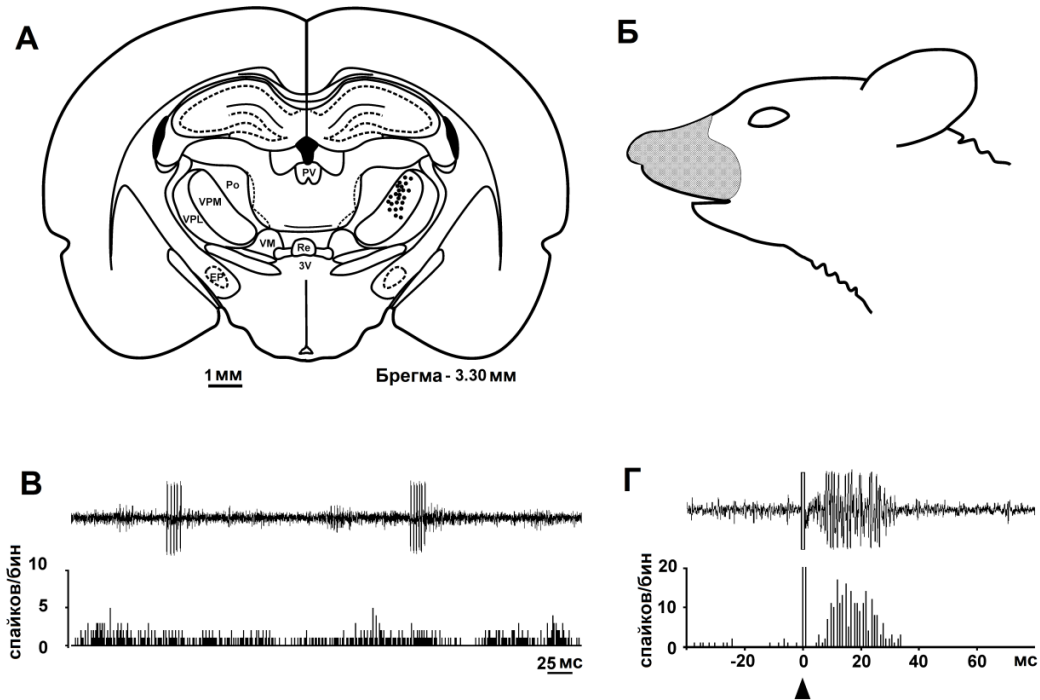 А
Б
PV
Po
VPM
VPL
VM
Re
3V
EP
1 мм
Брегма - 3.30 мм
В
10
5
0
спайков/бин
25 мс
Г
20
10
0
спайков/бин
-20 0 20 40 60 мс